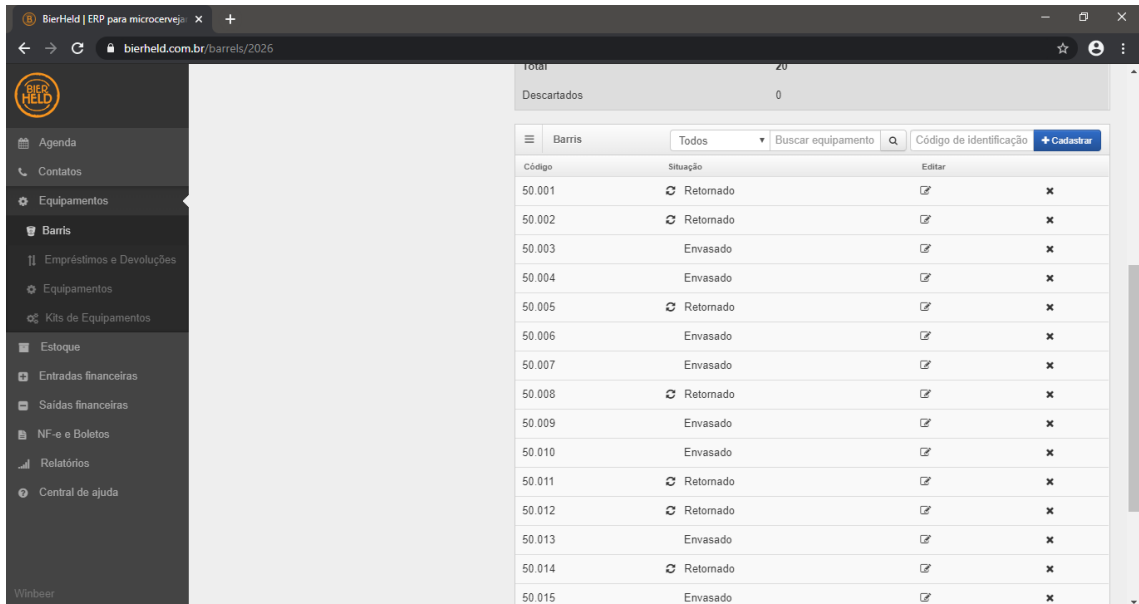 BierHeld | ERP para microcerveja
bierheld.com.br/barrels/2026
BIER
HELD
Agenda
Contatos
Equipamentos
Barris
Empréstimos e Devoluções
Equipamentos
Kits de Equipamentos
Estoque
Entradas financeiras
Saídas financeiras
NF-e e Boletos
Relatórios
Central de ajuda
Winbeer
Total 20
Descartados 0
Barris Todos Buscar equipamento Código de identificação + Cadastrar
Código Situação Editar
50.001 Retornado
50.002 Retornado
50.003 Envasado
50.004 Envasado
50.005 Retornado
50.006 Envasado
50.007 Envasado
50.008 Retornado
50.009 Envasado
50.010 Envasado
50.011 Retornado
50.012 Retornado
50.013 Envasado
50.014 Retornado
50.015 Envasado